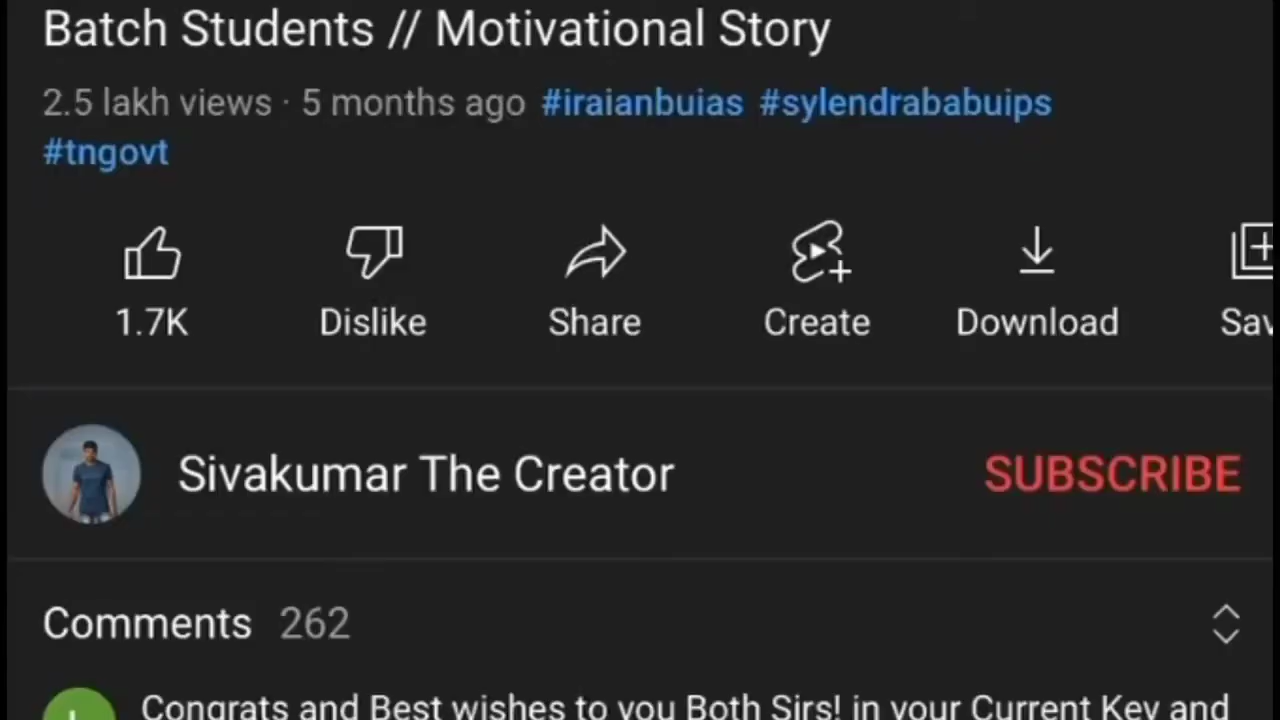 Batch Students // Motivational Story
2.5 lakh views · 5 months ago #iraianbuias #sylendrababuips
#tngovt
1.7K Dislike Share Create Download Sav
Sivakumar The Creator SUBSCRIBE
Comments 262
Congrats and Best wishes to you Both Sirs! in your Current Key and